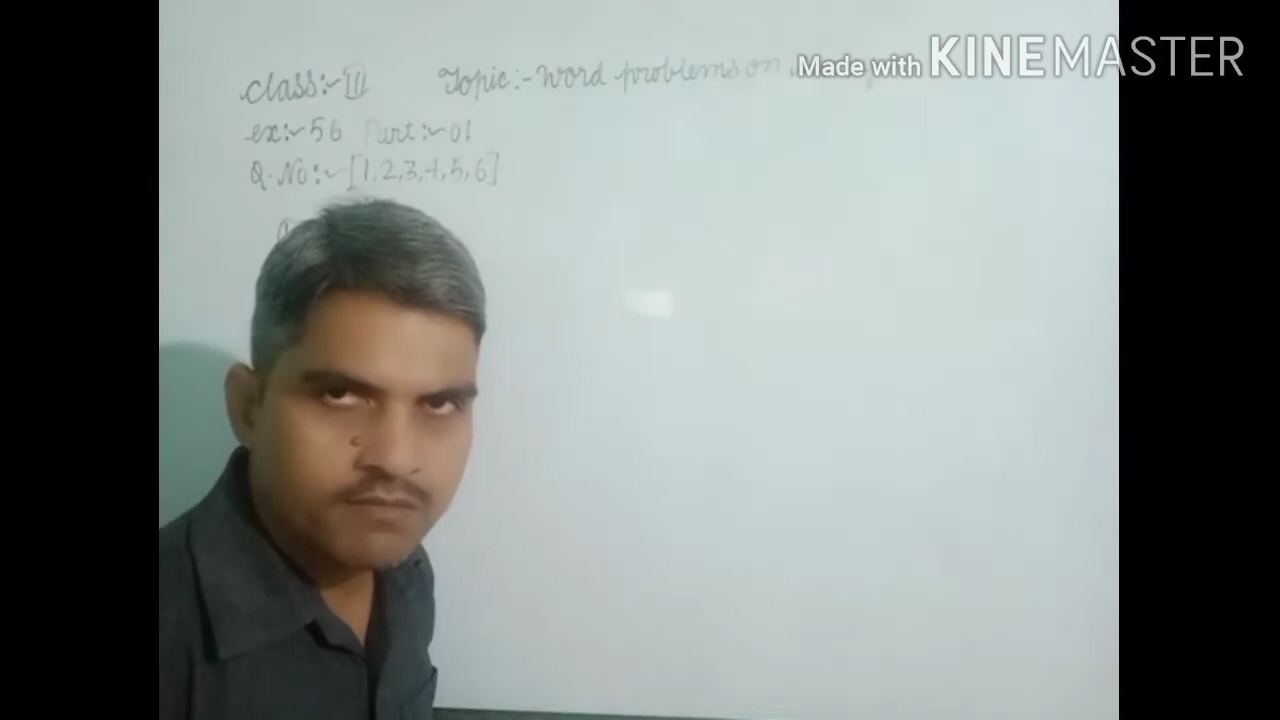 Made with KINEMASTER
Class:- III Topic:- Word problems on
ex:- 56 Part:- 01
Q. No:- [1,2,3,4,5,6]